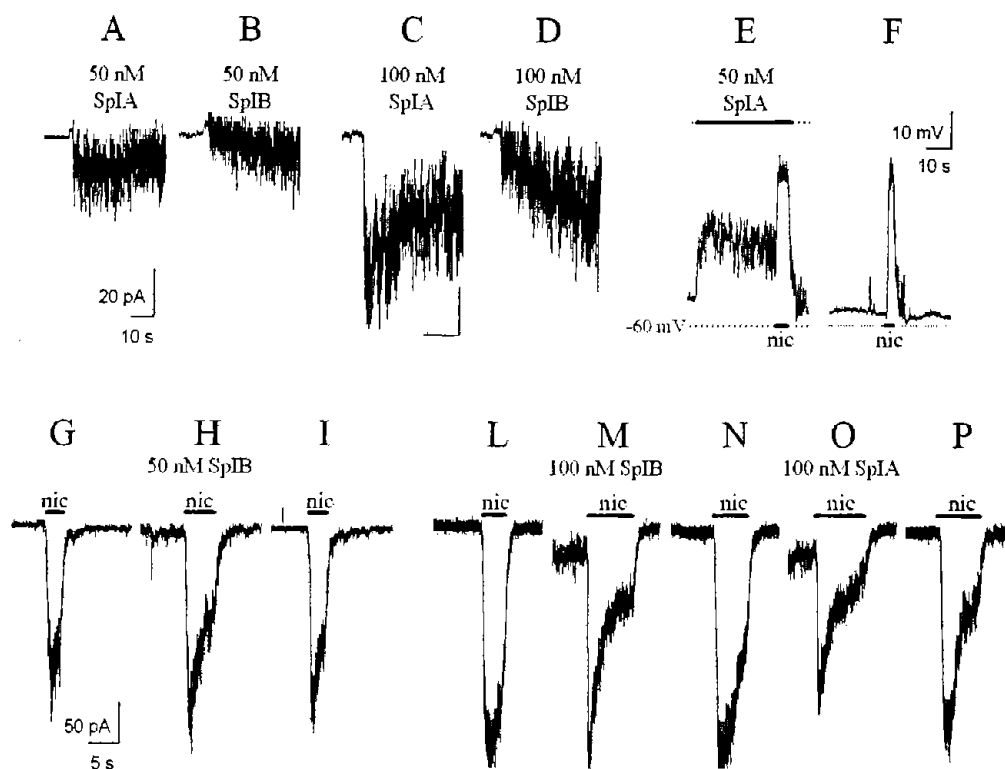 A B C D E F
50 nM
SpIA
50 nM
SpIB
100 nM
SpIA
100 nM
SpIB
50 nM
SpIA
10 mV
10 s
20 pA
10 s
-60 mV
nic
nic
G H I L M N O P
50 nM SpIB
100 nM SpIB
100 nM SpIA
nic
nic
nic
nic
nic
nic
nic
nic
50 pA
5 s